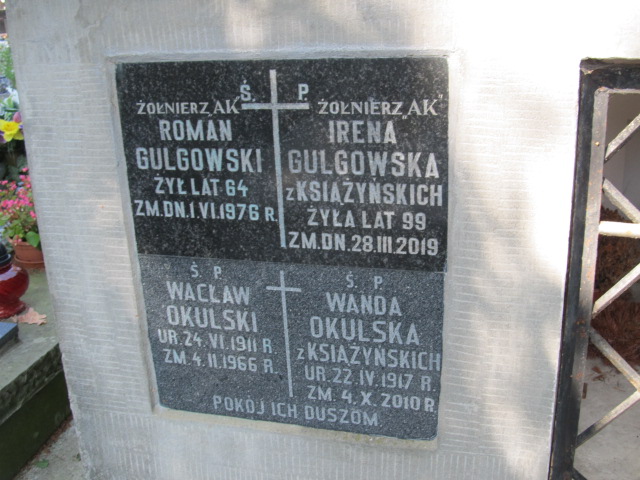 Ś. P.
ŻOŁNIERZ "AK"
ROMAN
GULGOWSKI
ŻYŁ LAT 64
ZM. DN. 1.VI.1976 R.
ŻOŁNIERZ "AK"
IRENA
GULGOWSKA
z KSIĄŻYŃSKICH
ŻYŁA LAT 99
ZM. DN. 28.III.2019
Ś. P.
WACŁAW
OKULSKI
UR. 24.VI.1911 R
ZM. 4.II.1966 R.
Ś. P.
WANDA
OKULSKA
z KSIĄŻYŃSKICH
UR. 22.IV.1917 R.
ZM. 4.X.2010 R.
POKÓJ ICH DUSZOM.